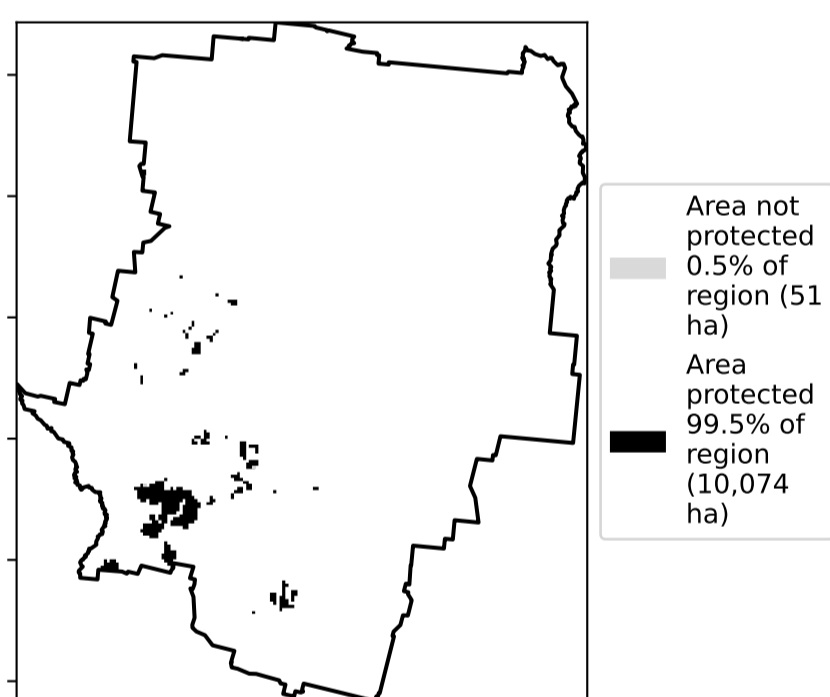 Area not
protected
0.5% of
region (51
ha)
Area
protected
99.5% of
region
(10,074
ha)